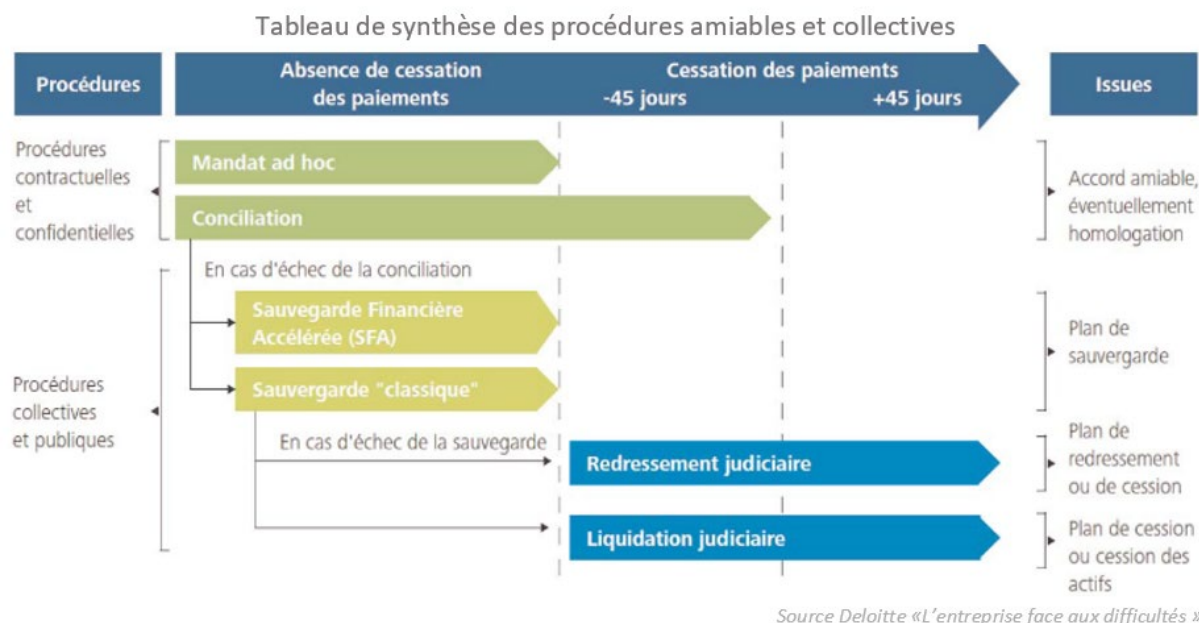 Tableau de synthèse des procédures amiables et collectives
Procédures
Absence de cessation
des paiements
Cessation des paiements
-45 jours
+45 jours
Issues
Procédures
contractuelles
et
confidentielles
Mandat ad hoc
Conciliation
Accord amiable,
éventuellement
homologation
En cas d'échec de la conciliation
Sauvegarde Financière
Accélérée (SFA)
Sauvergarde "classique"
Plan de
sauvergarde
Procédures
collectives
et publiques
En cas d'échec de la sauvegarde
Redressement judiciaire
Plan de
redressement
ou de cession
Liquidation judiciaire
Plan de cession
ou cession des
actifs
Source Deloitte «L'entreprise face aux difficultés »